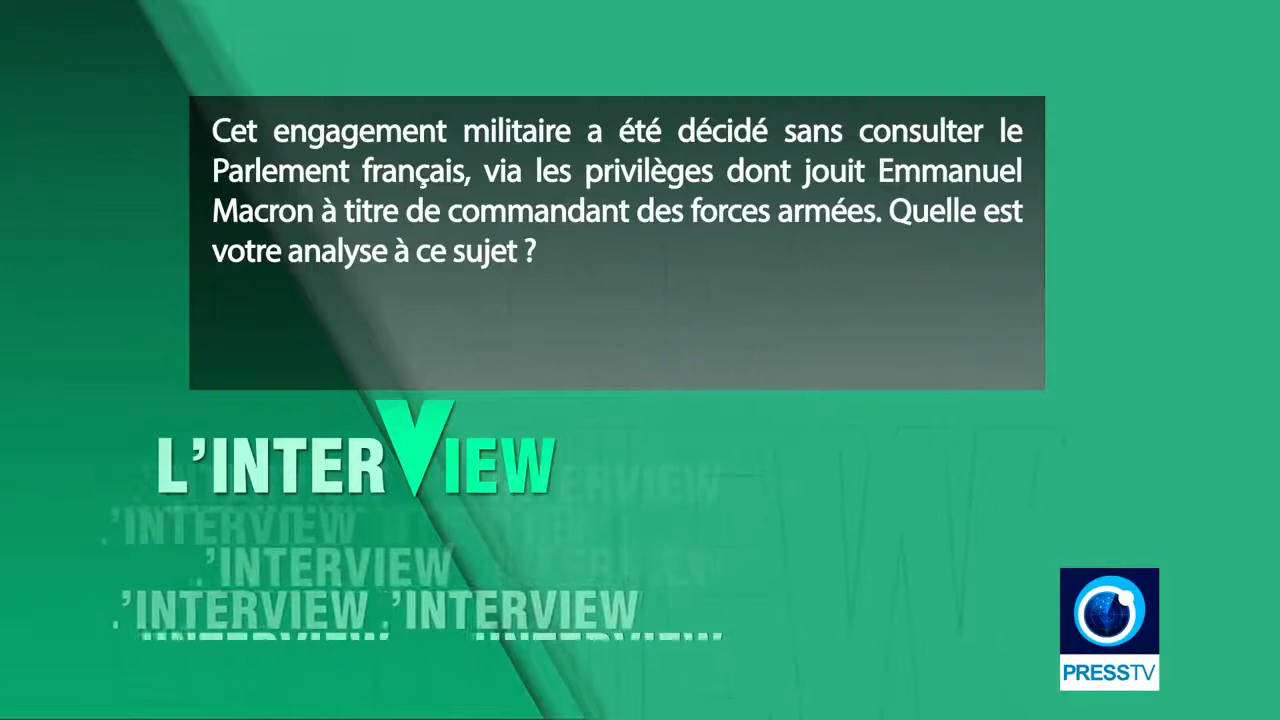 Cet engagement militaire a été décidé sans consulter le
Parlement français, via les privilèges dont jouit Emmanuel
Macron à titre de commandant des forces armées. Quelle est
votre analyse à ce sujet ?
L'INTERVIEW
.'INTERVIEW
.'INTERVIEW
.'INTERVIEW .'INTERVIEW
PRESSTV